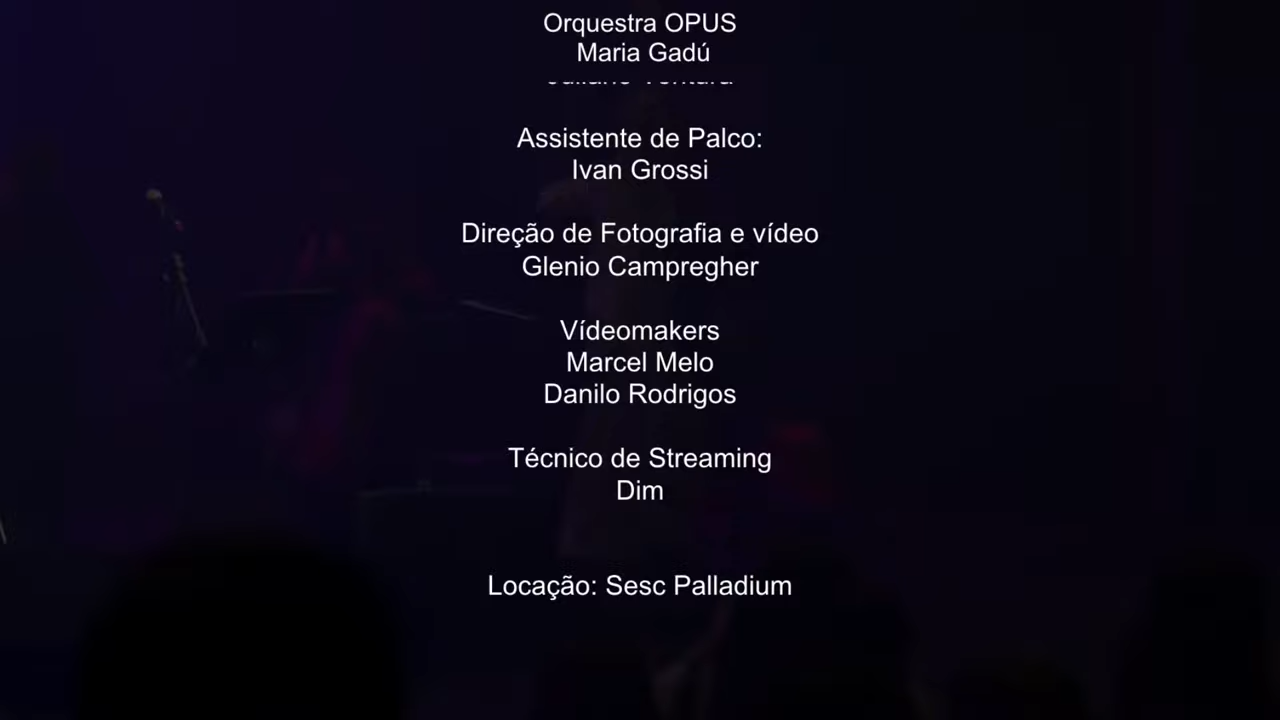 Orquestra OPUS
Maria Gadú
Assistente de Palco:
Ivan Grossi
Direção de Fotografia e vídeo
Glenio Campregher
Vídeomakers
Marcel Melo
Danilo Rodrigos
Técnico de Streaming
Dim
Locação: Sesc Palladium